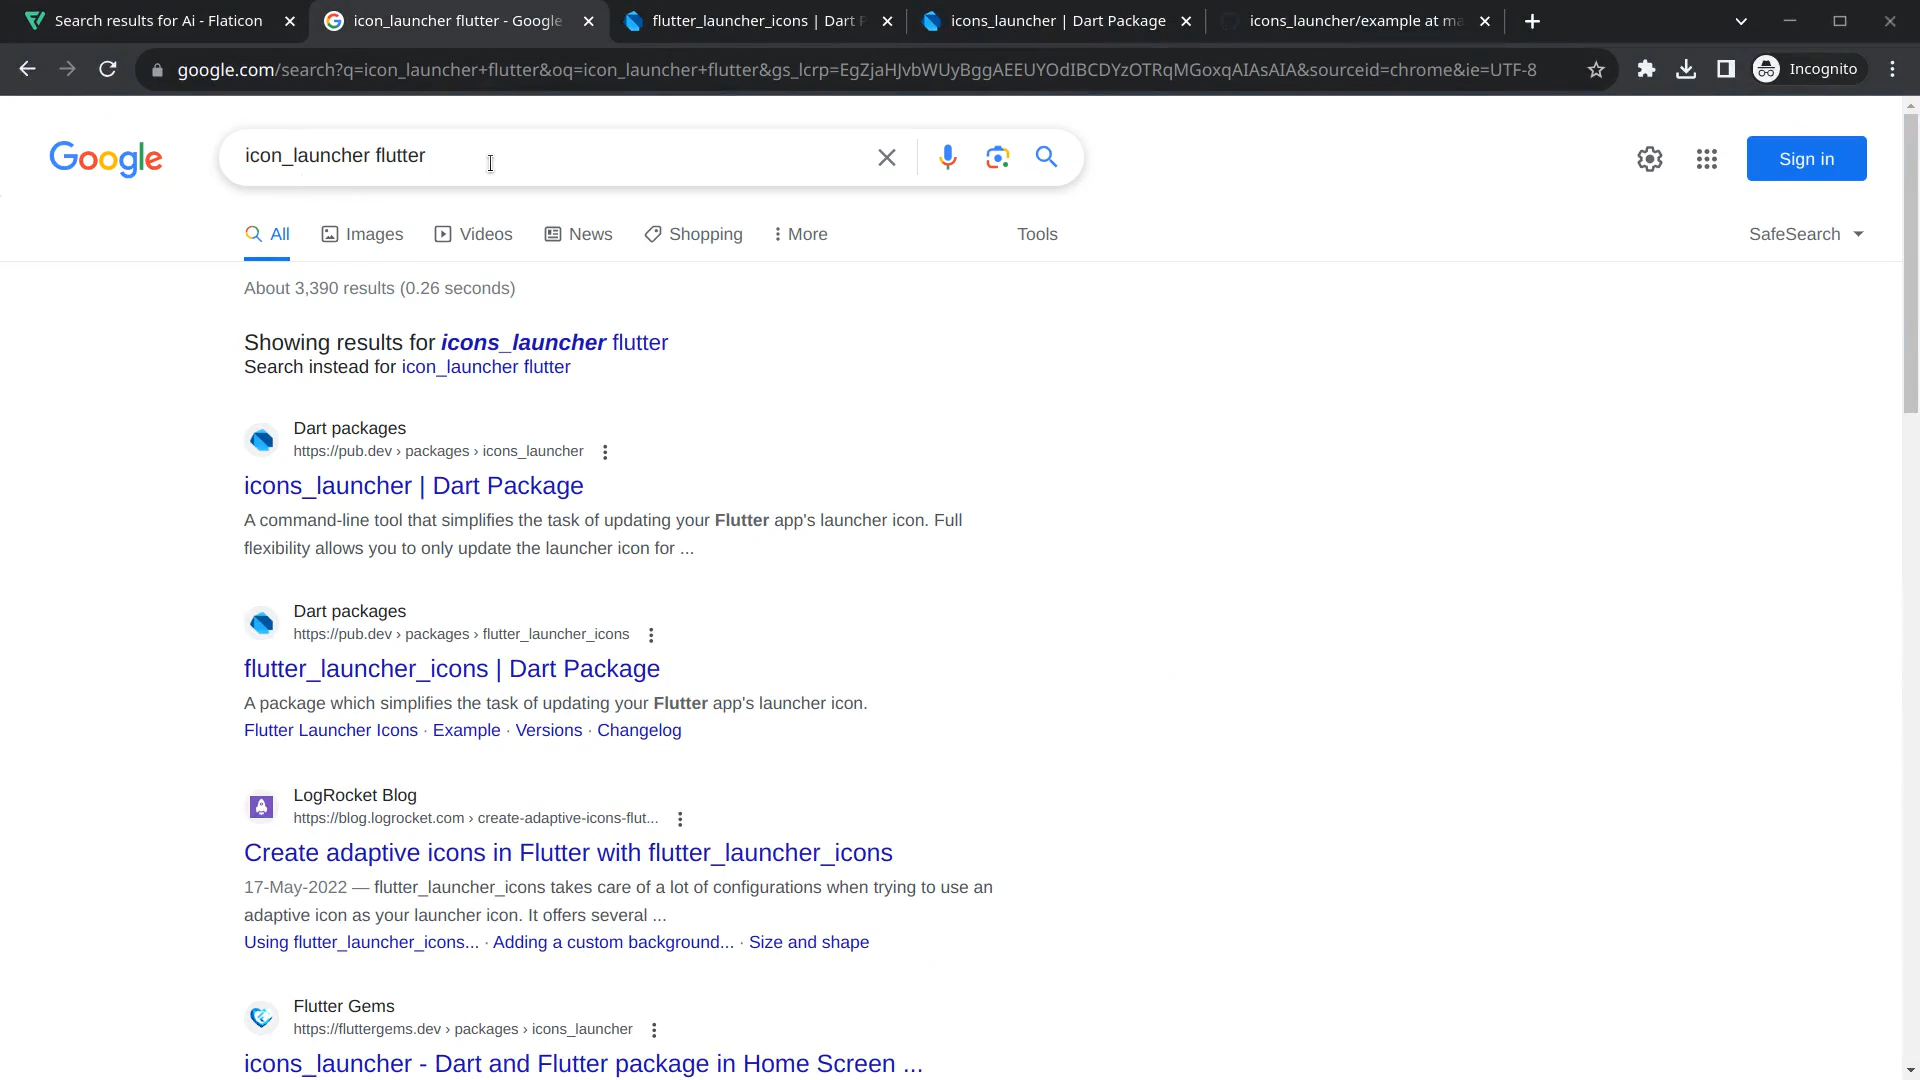 Search results for Ai - Flaticon
icon_launcher flutter - Google
flutter_launcher_icons | Dart P
icons_launcher | Dart Package
icons_launcher/example at ma
google.com/search?q=icon_launcher+flutter&oq=icon_launcher+flutter&gs_lcrp=EgZjaHJvbWUyBggAEEUYOdIBCDYzOTRqMGoxqAIAsAIA&sourceid=chrome&ie=UTF-8
Incognito
Google
icon_launcher flutter
Sign in
All
Images
Videos
News
Shopping
More
Tools
SafeSearch
About 3,390 results (0.26 seconds)
Showing results for icons_launcher flutter
Search instead for icon_launcher flutter
Dart packages
https://pub.dev › packages › icons_launcher
icons_launcher | Dart Package
A command-line tool that simplifies the task of updating your Flutter app's launcher icon. Full
flexibility allows you to only update the launcher icon for ...
Dart packages
https://pub.dev › packages › flutter_launcher_icons
flutter_launcher_icons | Dart Package
A package which simplifies the task of updating your Flutter app's launcher icon.
Flutter Launcher Icons · Example · Versions · Changelog
LogRocket Blog
https://blog.logrocket.com › create-adaptive-icons-flut...
Create adaptive icons in Flutter with flutter_launcher_icons
17-May-2022 — flutter_launcher_icons takes care of a lot of configurations when trying to use an
adaptive icon as your launcher icon. It offers several ...
Using flutter_launcher_icons... · Adding a custom background... · Size and shape
Flutter Gems
https://fluttergems.dev › packages › icons_launcher
icons_launcher - Dart and Flutter package in Home Screen ...